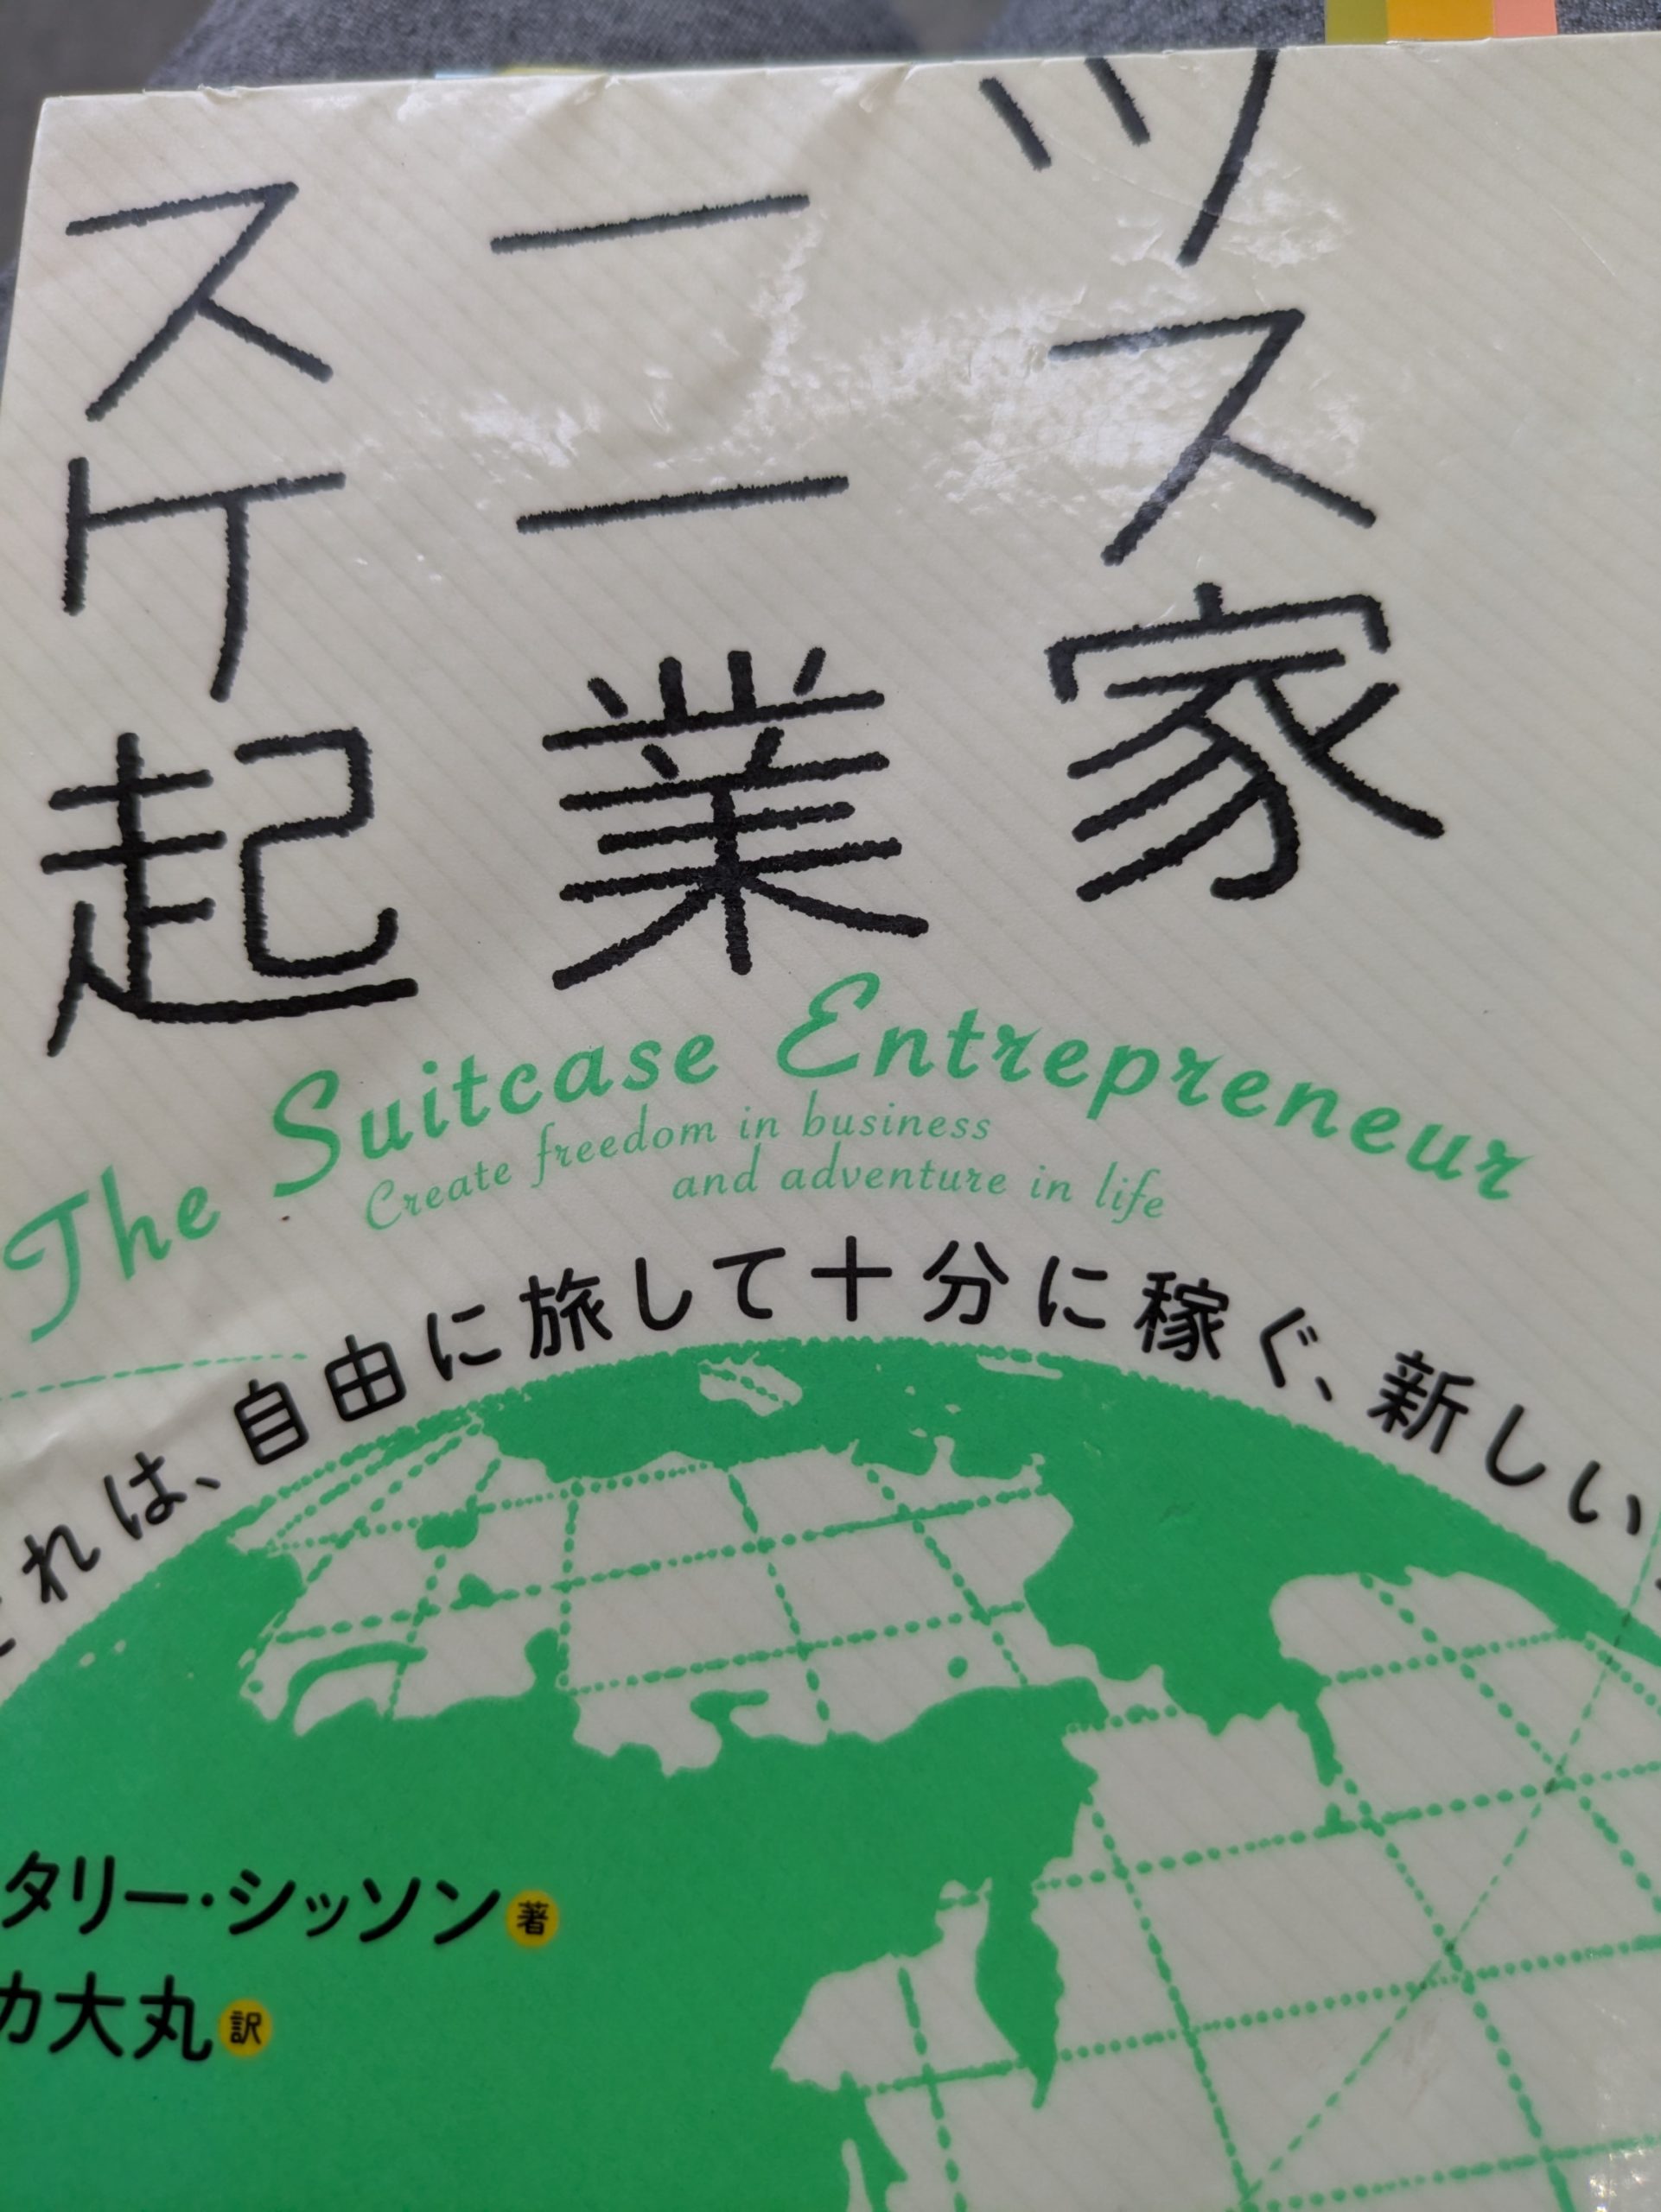 スーツ
ケース
起業家
The Suitcase Entrepreneur
Create freedom in business
and adventure in life
れは、自由に旅して十分に稼ぐ、新しい
タリー・シッソン 著
カ大丸 訳